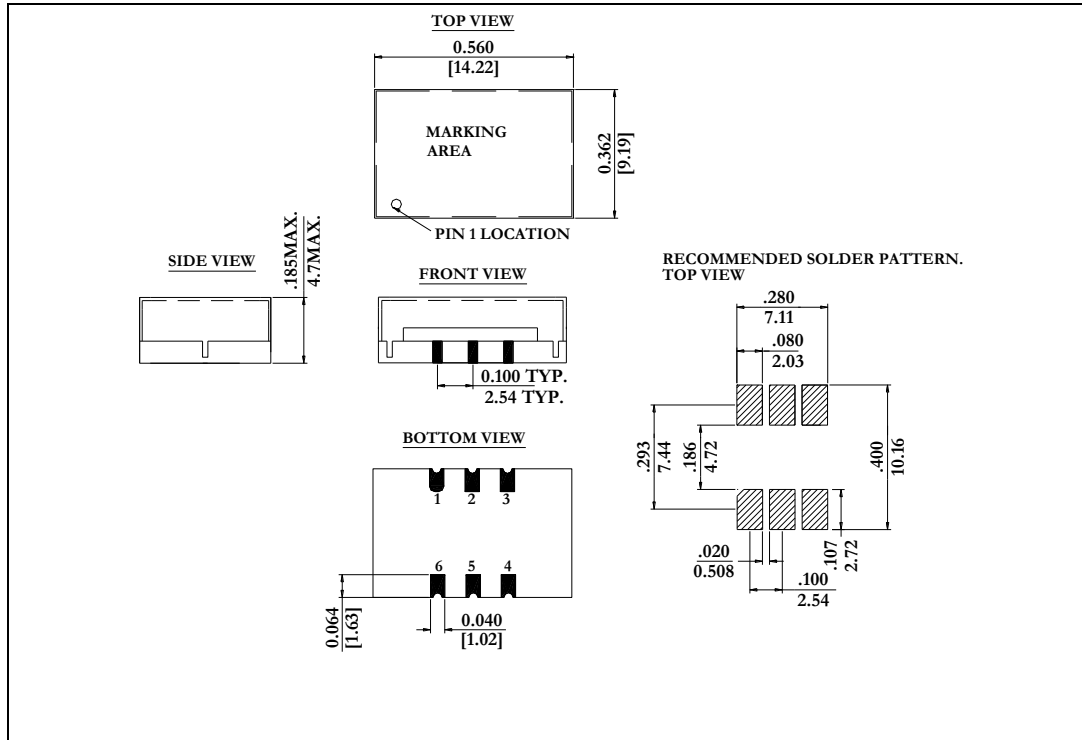 TOP VIEW
0.560
[14.22]
MARKING
AREA
0.362
[9.19]
PIN 1 LOCATION
SIDE VIEW
.185MAX.
4.7MAX.
FRONT VIEW
0.100 TYP.
2.54 TYP.
RECOMMENDED SOLDER PATTERN.
TOP VIEW
.280
7.11
.080
2.03
.293
7.44
.186
4.72
.400
10.16
.107
2.72
.020
0.508
.100
2.54
BOTTOM VIEW
1 2 3
6 5 4
0.064
[1.63]
0.040
[1.02]